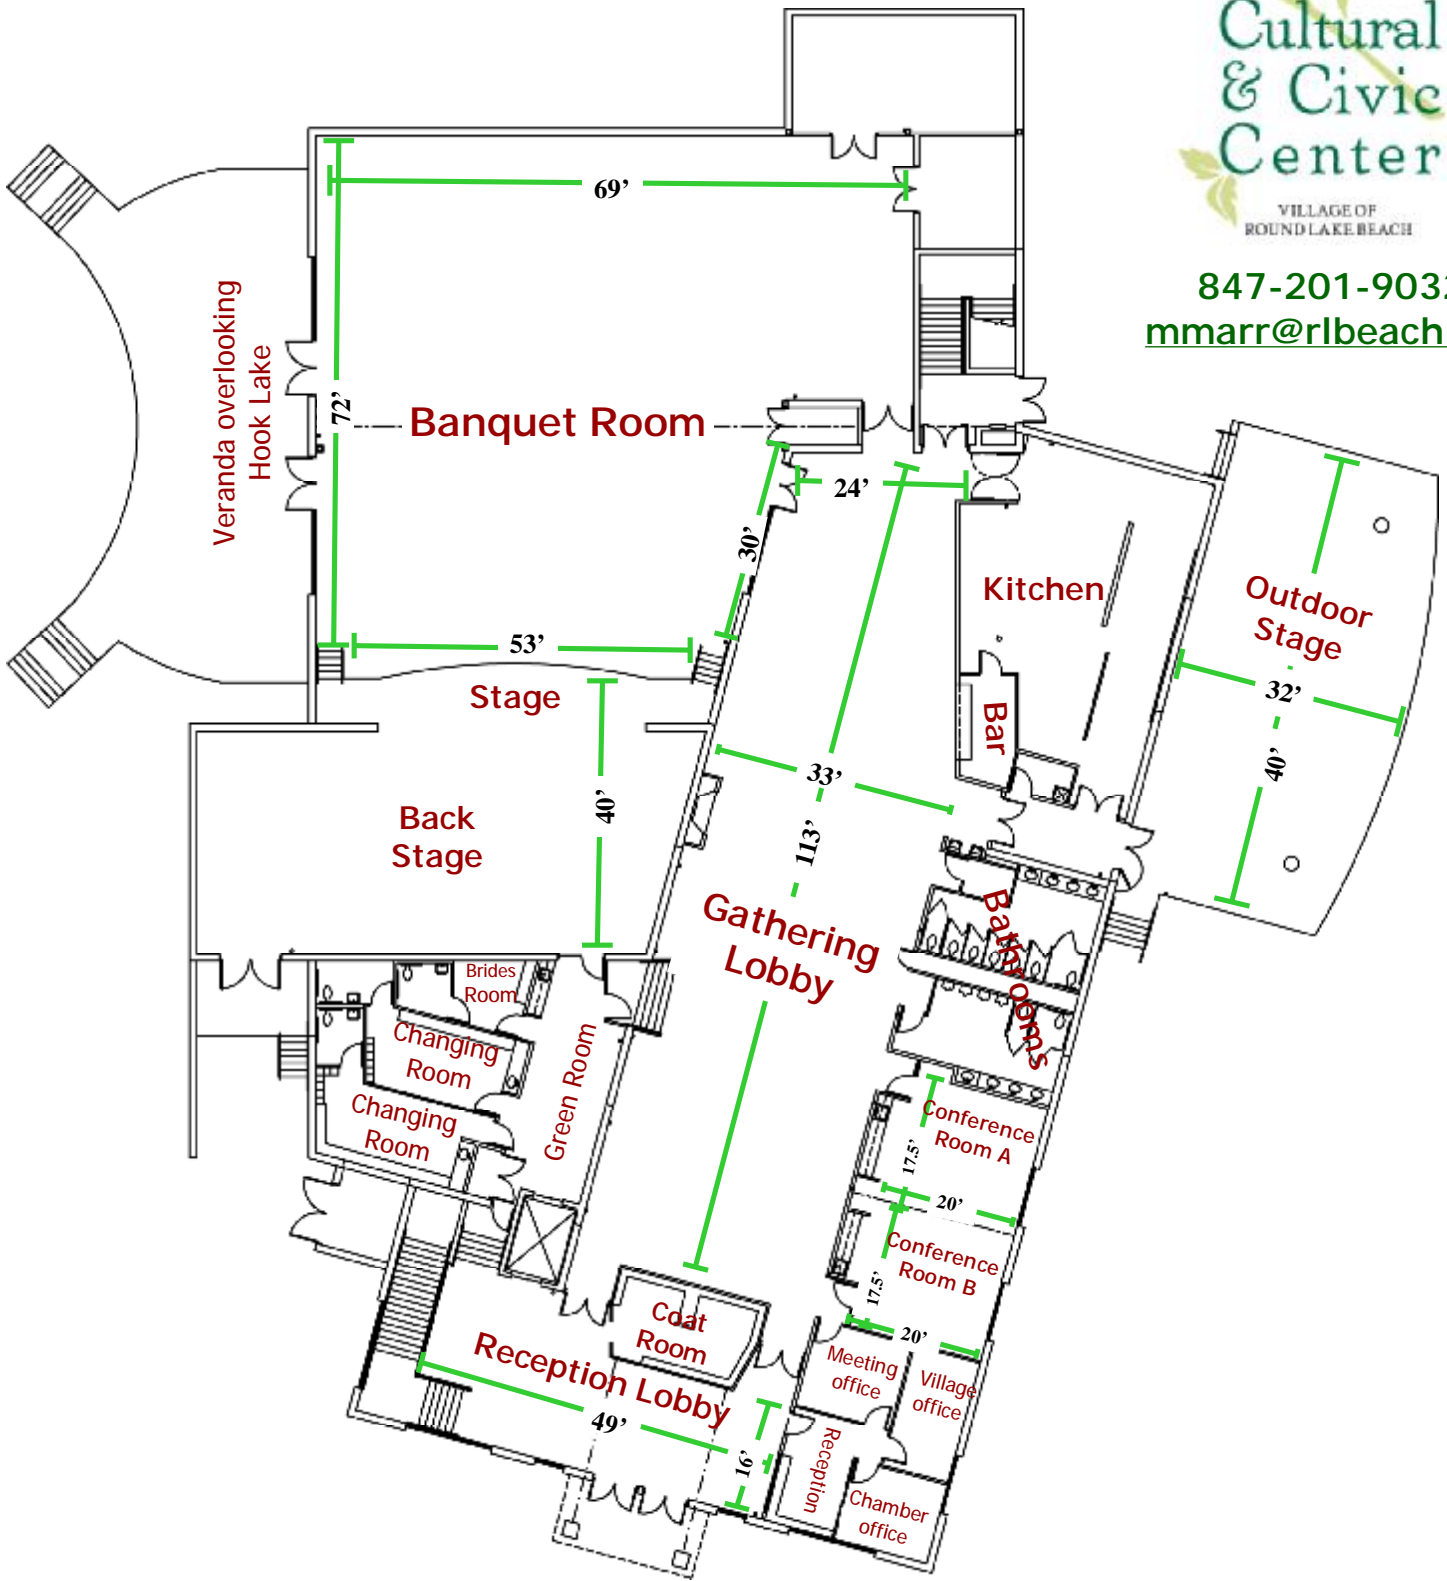 Cultural
& Civic
Center
VILLAGE OF
ROUND LAKE BEACH
847-201-9032
mmarr@rlbeach
69’
72’
Veranda overlooking
Hook Lake
Banquet Room
24’
30’
53’
Stage
Kitchen
Outdoor
Stage
32’
40’
Bar
33’
113’
40’
Back
Stage
Gathering
Lobby
Bathrooms
Brides
Room
Changing
Room
Changing
Room
Green Room
Conference
Room A
17.5’
20’
Conference
Room B
17.5’
20’
Coat
Room
Reception Lobby
49’
16’
Meeting
office
Village
office
Reception
Chamber
office